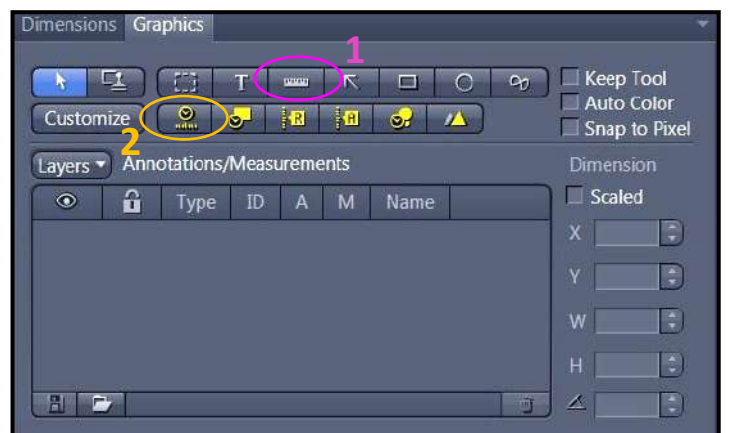 Dimensions Graphics
1
T
Keep Tool
Auto Color
Snap to Pixel
Customize
R
A
2
Layers Annotations/Measurements
Dimension
Type ID A M Name
Scaled
X
Y
W
H